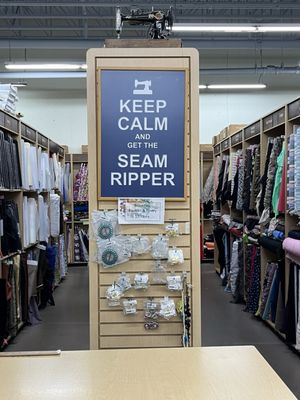 KEEP
CALM
AND
GET THE
SEAM
RIPPER